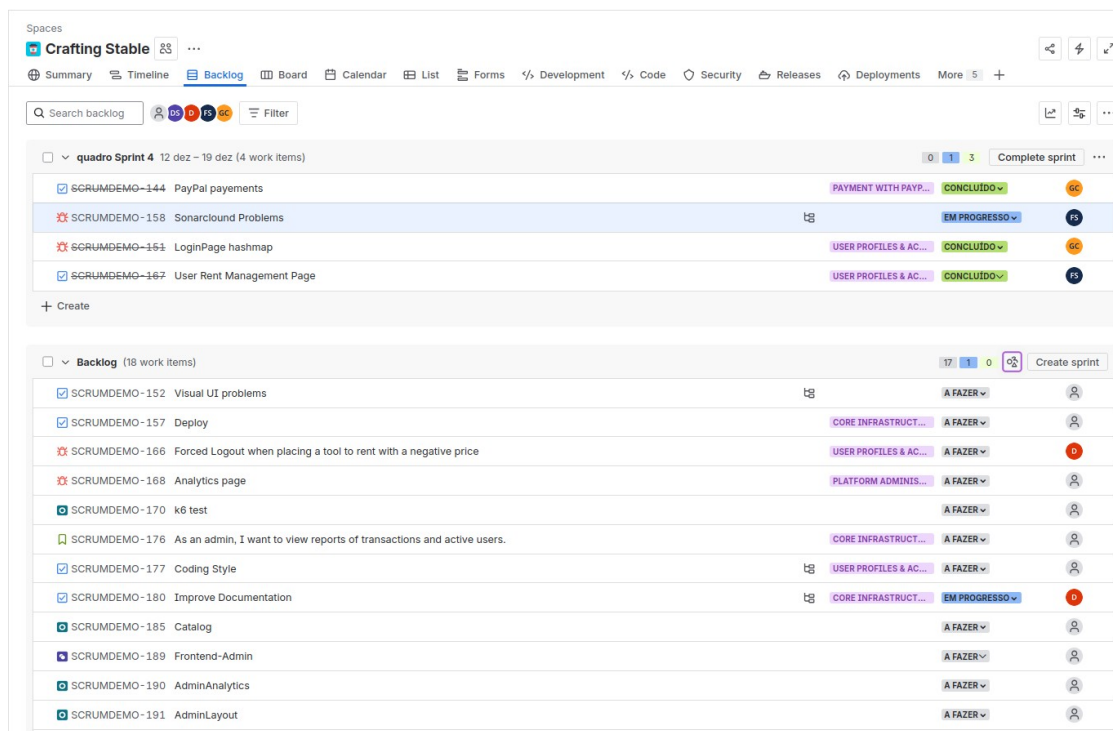 Spaces
Crafting Stable
Summary Timeline Backlog Board Calendar List Forms Development Code Security Releases Deployments More 5
Search backlog DS D FS GC Filter
quadro Sprint 4 12 dez – 19 dez (4 work items) 0 1 3 Complete sprint
SCRUMDEMO-144 PayPal payements PAYMENT WITH PAYP... CONCLUÍDO GC
SCRUMDEMO-158 Sonarclound Problems EM PROGRESSO FS
SCRUMDEMO-151 LoginPage hashmap USER PROFILES & AC... CONCLUÍDO GC
SCRUMDEMO-167 User Rent Management Page USER PROFILES & AC... CONCLUÍDO FS
Create
Backlog (18 work items) 17 1 0 Create sprint
SCRUMDEMO-152 Visual UI problems A FAZER
SCRUMDEMO-157 Deploy CORE INFRASTRUCT... A FAZER
SCRUMDEMO-166 Forced Logout when placing a tool to rent with a negative price USER PROFILES & AC... A FAZER D
SCRUMDEMO-168 Analytics page PLATFORM ADMINIS... A FAZER
SCRUMDEMO-170 k6 test A FAZER
SCRUMDEMO-176 As an admin, I want to view reports of transactions and active users. CORE INFRASTRUCT... A FAZER
SCRUMDEMO-177 Coding Style USER PROFILES & AC... A FAZER
SCRUMDEMO-180 Improve Documentation CORE INFRASTRUCT... EM PROGRESSO D
SCRUMDEMO-185 Catalog A FAZER
SCRUMDEMO-189 Frontend-Admin A FAZER
SCRUMDEMO-190 AdminAnalytics A FAZER
SCRUMDEMO-191 AdminLayout A FAZER